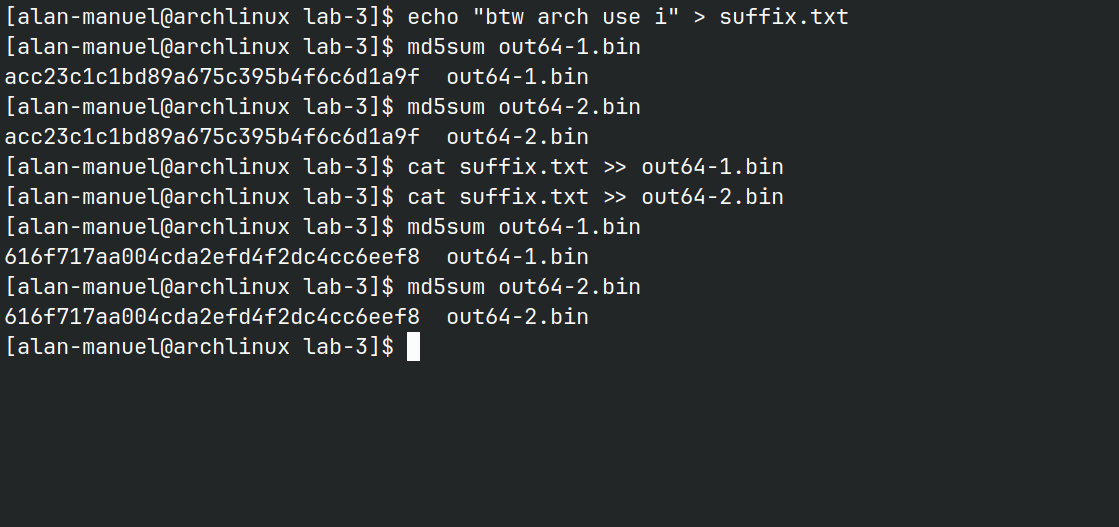 [alan-manuel@archlinux lab-3]$ echo "btw arch use i" > suffix.txt
[alan-manuel@archlinux lab-3]$ md5sum out64-1.bin
acc23c1c1bd89a675c395b4f6c6d1a9f  out64-1.bin
[alan-manuel@archlinux lab-3]$ md5sum out64-2.bin
acc23c1c1bd89a675c395b4f6c6d1a9f  out64-2.bin
[alan-manuel@archlinux lab-3]$ cat suffix.txt >> out64-1.bin
[alan-manuel@archlinux lab-3]$ cat suffix.txt >> out64-2.bin
[alan-manuel@archlinux lab-3]$ md5sum out64-1.bin
616f717aa004cda2efd4f2dc4cc6eef8  out64-1.bin
[alan-manuel@archlinux lab-3]$ md5sum out64-2.bin
616f717aa004cda2efd4f2dc4cc6eef8  out64-2.bin
[alan-manuel@archlinux lab-3]$